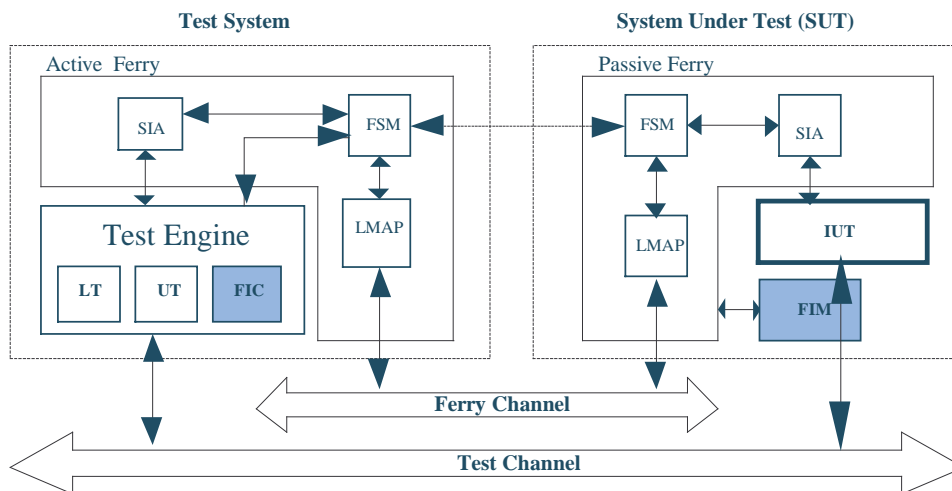 Test System
System Under Test (SUT)
Active Ferry
Passive Ferry
SIA
FSM
FSM
SIA
LMAP
LMAP
Test Engine
LT
UT
FIC
IUT
FIM
Ferry Channel
Test Channel